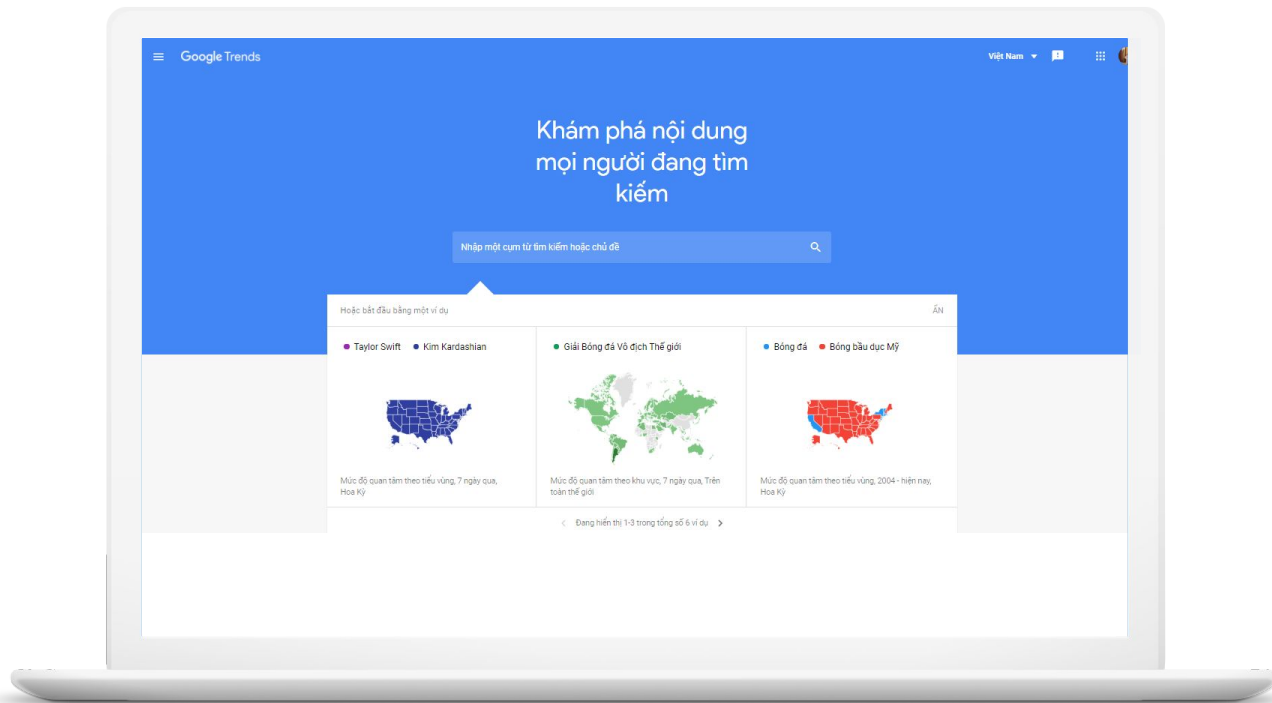 Google Trends
Việt Nam
Khám phá nội dung
mọi người đang tìm
kiếm
Nhập một cụm từ tìm kiếm hoặc chủ đề
Hoặc bắt đầu bằng một ví dụ
ẨN
Taylor Swift
Kim Kardashian
Giải Bóng đá Vô địch Thế giới
Bóng đá
Bóng bầu dục Mỹ
Mức độ quan tâm theo tiểu vùng, 7 ngày qua,
Hoa Kỳ
Mức độ quan tâm theo khu vực, 7 ngày qua, Trên
toàn thế giới
Mức độ quan tâm theo tiểu vùng, 2004 - hiện nay,
Hoa Kỳ
Đang hiển thị 1-3 trong tổng số 6 ví dụ